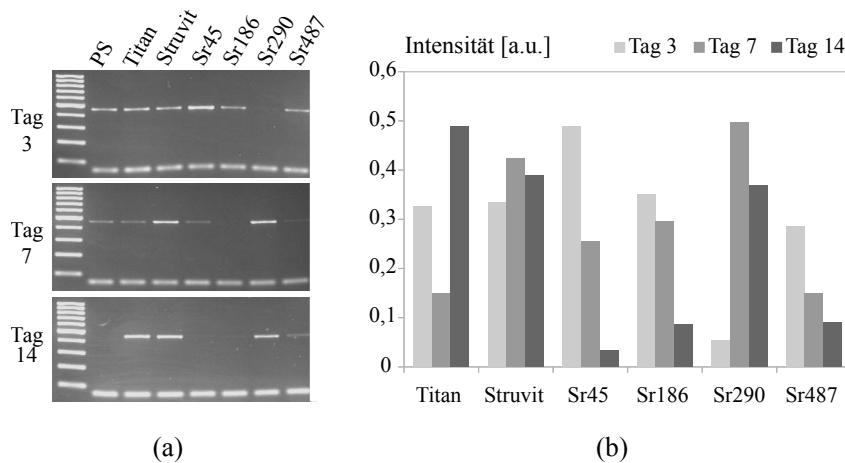 PS Titan Struvit Sr45 Sr186 Sr290 Sr487
Tag
3
Tag
7
Tag
14
(a)
Intensität [a.u.]
Tag 3 Tag 7 Tag 14
0,6
0,5
0,4
0,3
0,2
0,1
0
Titan Struvit Sr45 Sr186 Sr290 Sr487
(b)